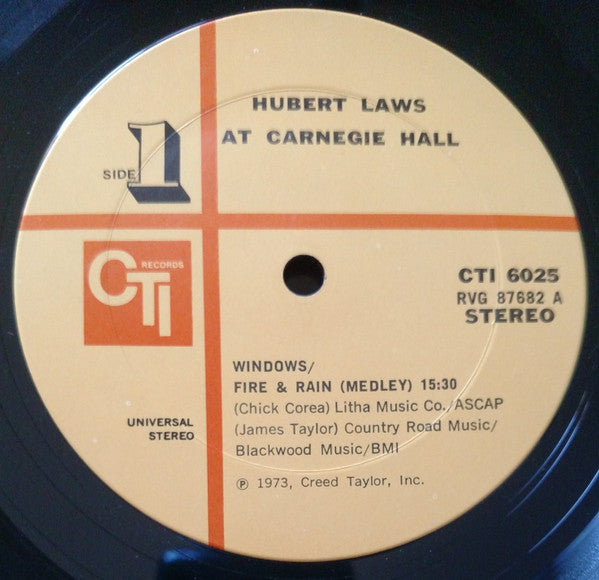 HUBERT LAWS
AT CARNEGIE HALL
SIDE 1
CTI RECORDS
CTI 6025
RVG 87682 A
STEREO
WINDOWS/
FIRE & RAIN (MEDLEY) 15:30
(Chick Corea) Litha Music Co./ASCAP
(James Taylor) Country Road Music/
Blackwood Music/BMI
UNIVERSAL
STEREO
℗ 1973, Creed Taylor, Inc.